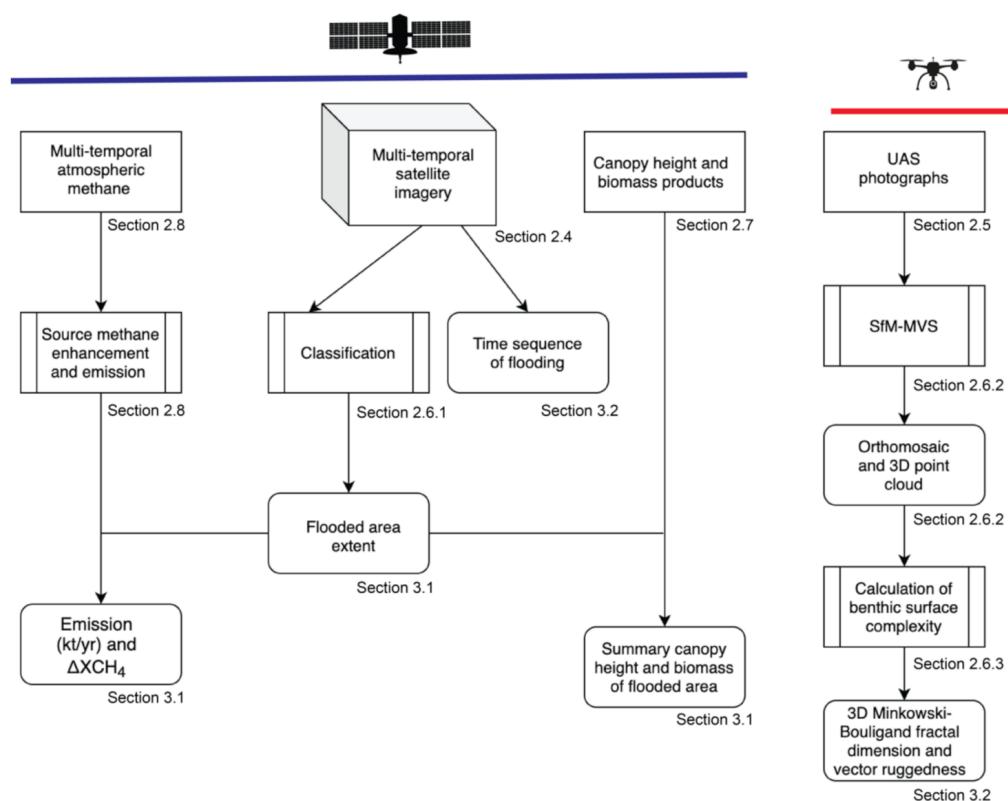 Multi-temporal
atmospheric
methane
Section 2.8
Multi-temporal
satellite
imagery
Section 2.4
Canopy height and
biomass products
Section 2.7
UAS
photographs
Section 2.5
Source methane
enhancement
and emission
Section 2.8
Classification
Section 2.6.1
Time sequence
of flooding
Section 3.2
SfM-MVS
Section 2.6.2
Orthomosaic
and 3D point
cloud
Section 2.6.2
Flooded area
extent
Section 3.1
Calculation of
benthic surface
complexity
Section 2.6.3
Emission
(kt/yr) and
ΔXCH₄
Section 3.1
Summary canopy
height and biomass
of flooded area
Section 3.1
3D Minkowski-
Bouligand fractal
dimension and
vector ruggedness
Section 3.2